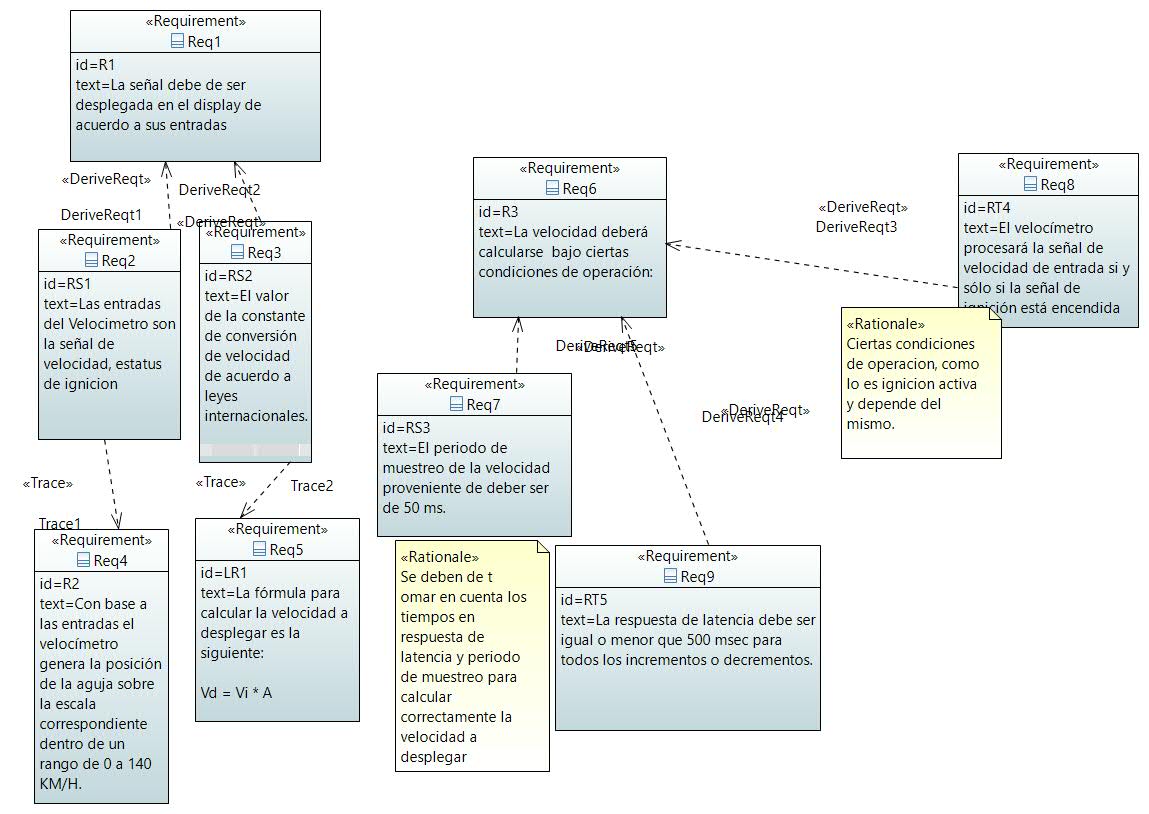 «Requirement»
Req1
id=R1
text=La señal debe de ser
desplegada en el display de
acuerdo a sus entradas
«DeriveReqt»
DeriveReqt1
DeriveReqt2
«DeriveReqt»
«Requirement»
Req2
id=RS1
text=Las entradas
del Velocimetro son
la señal de
velocidad, estatus
de ignicion
«Requirement»
Req3
id=RS2
text=El valor
de la constante
de conversión
de velocidad
de acuerdo a
leyes
internacionales.
«Trace»
Trace1
«Trace»
Trace2
«Requirement»
Req4
id=R2
text=Con base a
las entradas el
velocímetro
genera la posición
de la aguja sobre
la escala
correspondiente
dentro de un
rango de 0 a 140
KM/H.
«Requirement»
Req5
id=LR1
text=La fórmula para
calcular la velocidad a
desplegar es la
siguiente:
Vd = Vi * A
«Requirement»
Req6
id=R3
text=La velocidad deberá
calcularse  bajo ciertas
condiciones de operación:
DeriveReqt5
«DeriveReqt»
«Requirement»
Req7
id=RS3
text=El periodo de
muestreo de la velocidad
proveniente de deber ser
de 50 ms.
«Rationale»
Se deben de t
omar en cuenta los
tiempos en
respuesta de
latencia y periodo
de muestreo para
calcular
correctamente la
velocidad a
desplegar
«DeriveReqt»
DeriveReqt4
«Requirement»
Req9
id=RT5
text=La respuesta de latencia debe ser
igual o menor que 500 msec para
todos los incrementos o decrementos.
«DeriveReqt»
DeriveReqt3
«Requirement»
Req8
id=RT4
text=El velocímetro
procesará la señal de
velocidad de entrada si y
sólo si la señal de
ignición está encendida
«Rationale»
Ciertas condiciones
de operacion, como
lo es ignicion activa
y depende del
mismo.